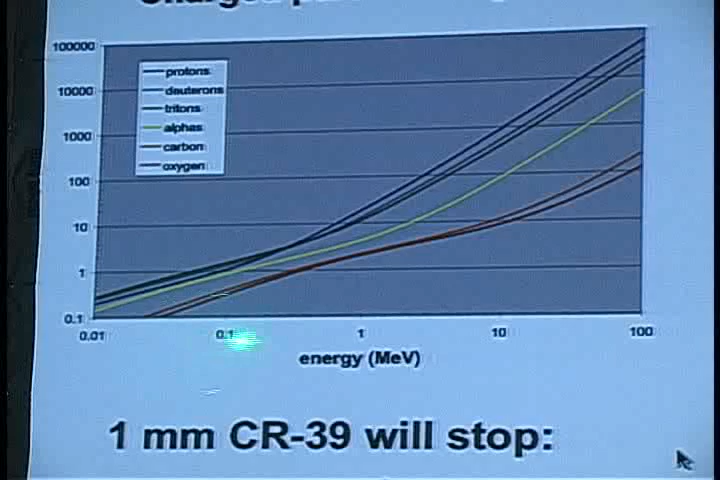 Charged
100000
10000
1000
100
10
1
0.1
protons
deuterons
tritons
alphas
carbon
oxygen
0.01 0.1 1 10 100
energy (MeV)
1 mm CR-39 will stop: